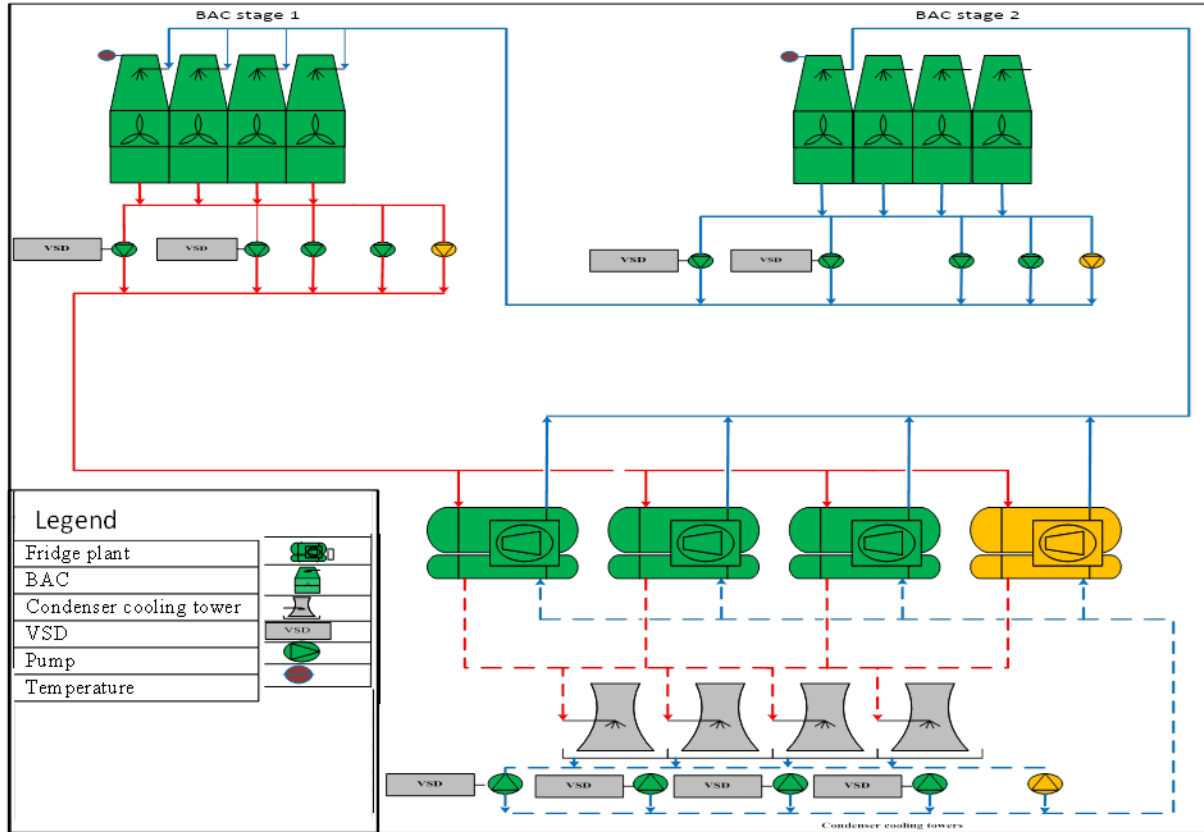 BAC stage 1
BAC stage 2
VSD
VSD
VSD
VSD
Legend
Fridge plant
BAC
Condenser cooling tower
VSD
VSD
Pump
Temperature
VSD
VSD
VSD
VSD
Condenser cooling towers